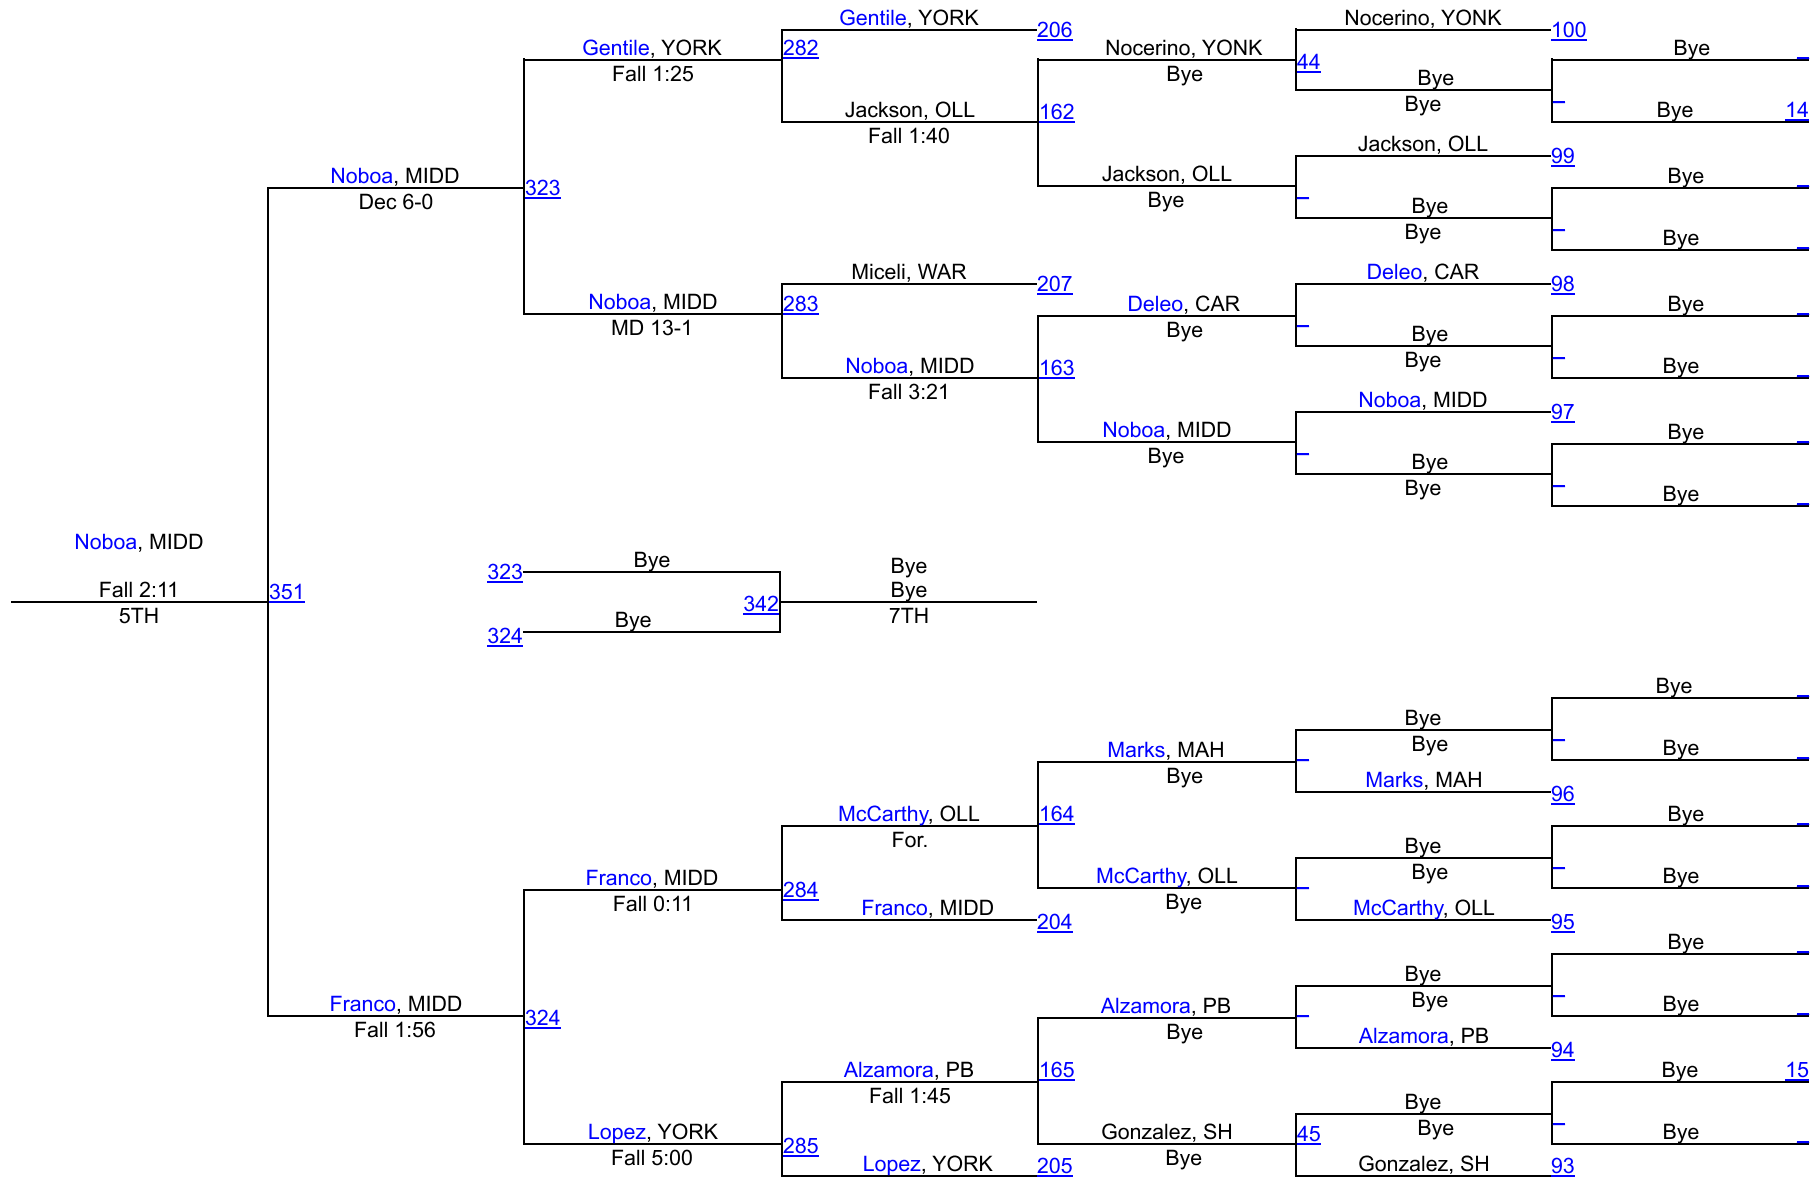 Gentile, YORK
206
Nocerino, YONK
100
Gentile, YORK
282
Nocerino, YONK
44
Bye
Fall 1:25
Bye
Bye
Bye
Jackson, OLL
162
Bye
14
Fall 1:40
Jackson, OLL
99
Noboa, MIDD
323
Jackson, OLL
Bye
Dec 6-0
Bye
Bye
Bye
Bye
Miceli, WAR
207
Deleo, CAR
98
Noboa, MIDD
283
Deleo, CAR
Bye
MD 13-1
Bye
Bye
Bye
Noboa, MIDD
163
Bye
Fall 3:21
Noboa, MIDD
97
Noboa, MIDD
Bye
Bye
Bye
Bye
Bye
Noboa, MIDD
Fall 2:11
351
5TH
323
Bye
Bye
342
Bye
324
Bye
7TH
Bye
Bye
Marks, MAH
Bye
Bye
Bye
Marks, MAH
96
McCarthy, OLL
164
Bye
For.
Bye
Franco, MIDD
284
McCarthy, OLL
Bye
Bye
Fall 0:11
Bye
Franco, MIDD
204
McCarthy, OLL
95
Bye
Franco, MIDD
324
Alzamora, PB
Bye
Bye
Fall 1:56
Bye
Bye
Alzamora, PB
94
Alzamora, PB
165
Bye
15
Fall 1:45
Bye
Lopez, YORK
285
Gonzalez, SH
45
Bye
Bye
Fall 5:00
Bye
Lopez, YORK
205
Gonzalez, SH
93